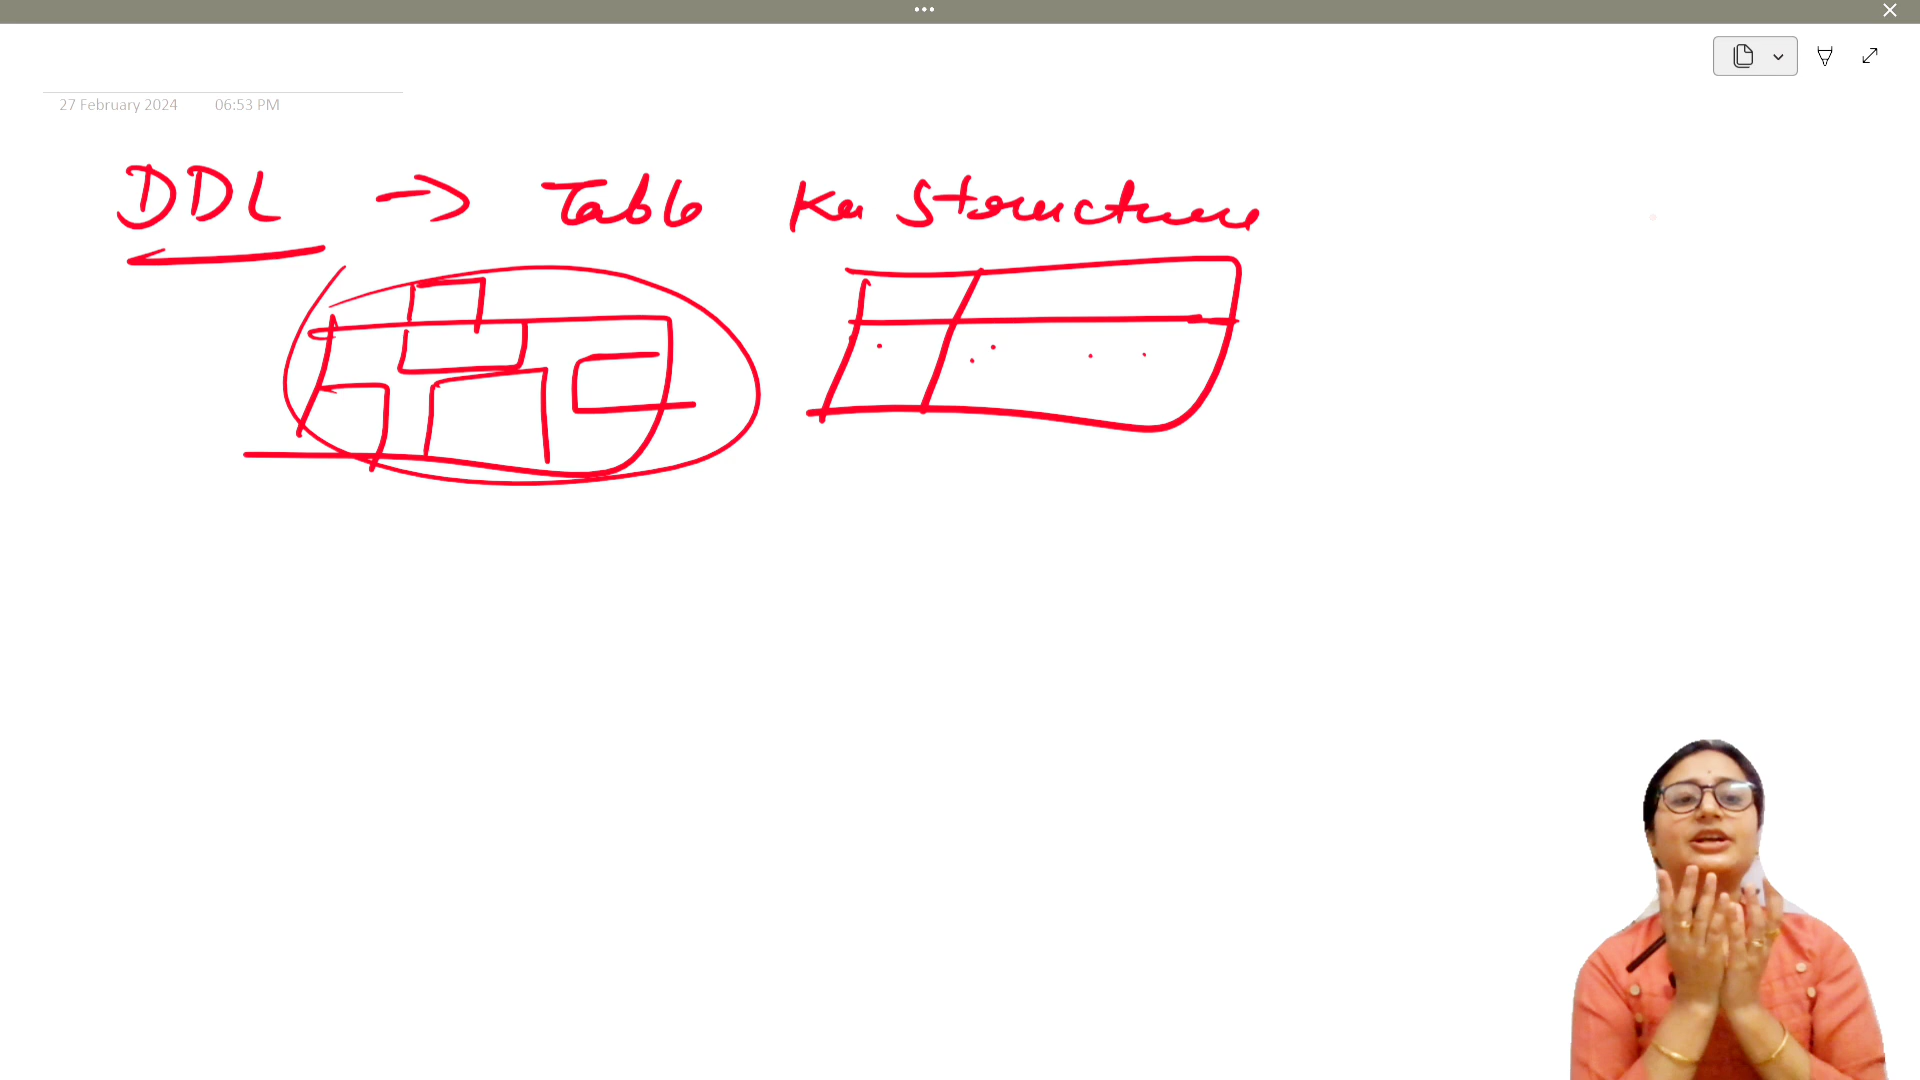 27 February 2024 06:53 PM
DDL → Table Ka Structure